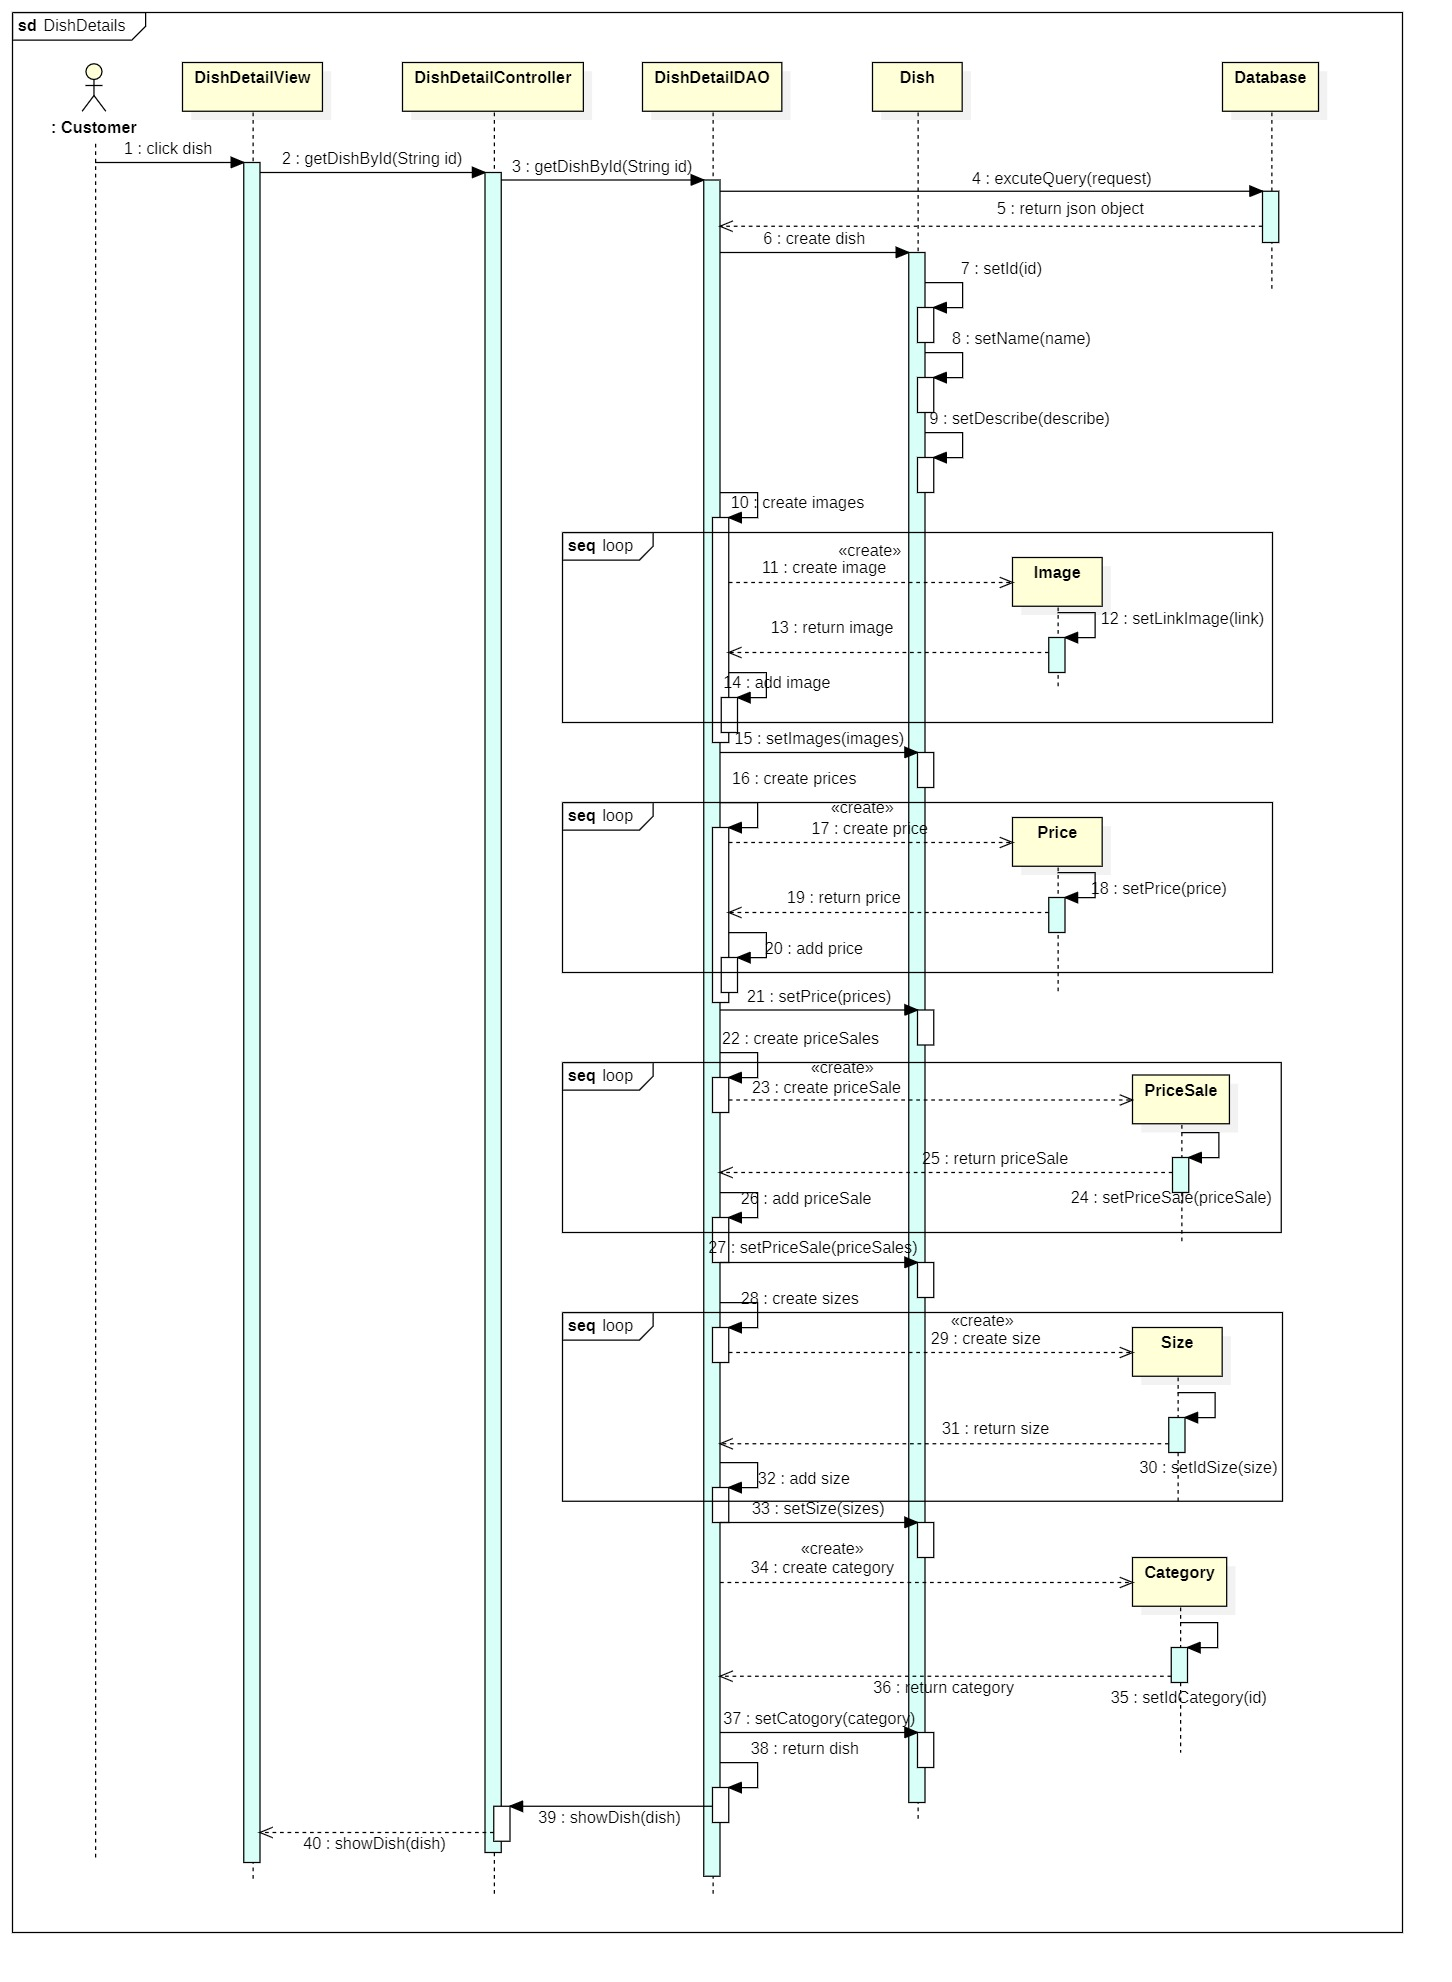 sd DishDetails
DishDetailView
DishDetailController
DishDetailDAO
Dish
Database
: Customer
1 : click dish
2 : getDishById(String id)
3 : getDishById(String id)
4 : excuteQuery(request)
5 : return json object
6 : create dish
7 : setId(id)
8 : setName(name)
9 : setDescribe(describe)
10 : create images
seq loop
«create»
11 : create image
Image
12 : setLinkImage(link)
13 : return image
14 : add image
15 : setImages(images)
16 : create prices
seq loop
«create»
17 : create price
Price
18 : setPrice(price)
19 : return price
20 : add price
21 : setPrice(prices)
22 : create priceSales
seq loop
«create»
23 : create priceSale
PriceSale
25 : return priceSale
24 : setPriceSale(priceSale)
26 : add priceSale
27 : setPriceSale(priceSales)
28 : create sizes
seq loop
«create»
29 : create size
Size
31 : return size
30 : setIdSize(size)
32 : add size
33 : setSize(sizes)
«create»
34 : create category
Category
36 : return category
35 : setIdCategory(id)
37 : setCatogory(category)
38 : return dish
39 : showDish(dish)
40 : showDish(dish)